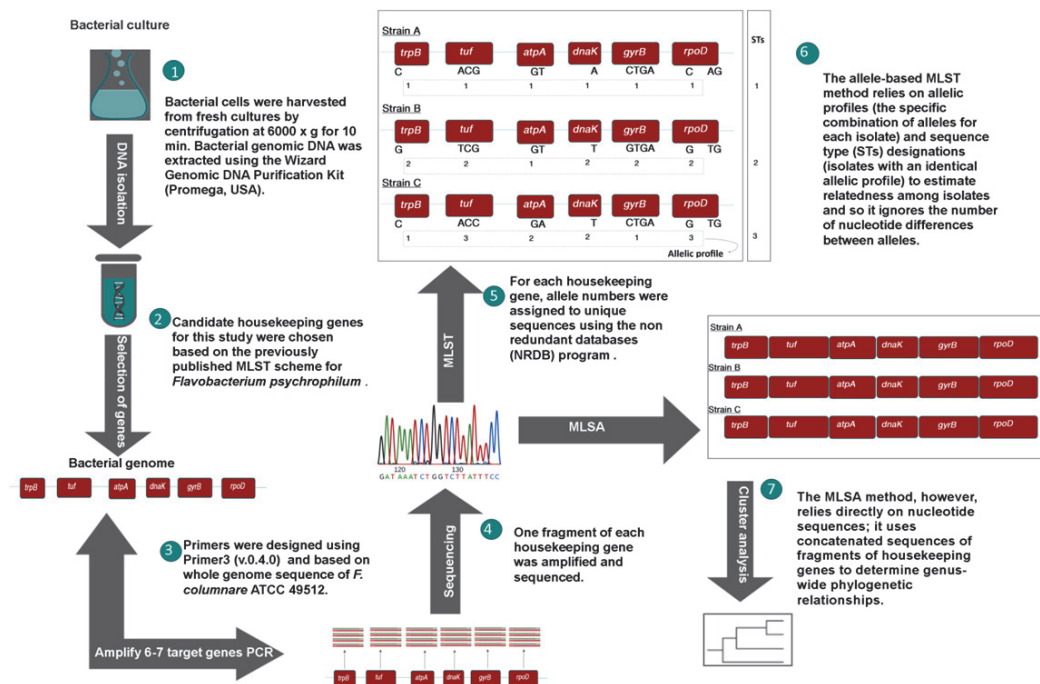 Bacterial culture
1
Bacterial cells were harvested
from fresh cultures by
centrifugation at 6000 x g for 10
min. Bacterial genomic DNA was
extracted using the Wizard
Genomic DNA Purification Kit
(Promega, USA).
DNA isolation
2
Candidate housekeeping genes
for this study were chosen
based on the previously
published MLST scheme for
Flavobacterium psychrophilum .
Selection of genes
Bacterial genome
trpB tuf atpA dnaK gyrB rpoD
3
Primers were designed using
Primer3 (v.0.4.0) and based on
whole genome sequence of F.
columnare ATCC 49512.
Amplify 6-7 target genes PCR
trpB tuf atpA dnaK gyrB rpoD
Sequencing
4
One fragment of each
housekeeping gene
was amplified and
sequenced.
120 130
GATAAATCTGGTCTTATTTCC
MLST
5
For each housekeeping
gene, allele numbers were
assigned to unique
sequences using the non
redundant databases
(NRDB) program .
STs
Strain A
trpB tuf atpA dnaK gyrB rpoD
C ACG GT A CTGA C AG
1 1 1 1 1 1 1
Strain B
trpB tuf atpA dnaK gyrB rpoD
G TCG GT T GTGA G TG
2 2 1 2 2 2 2
Strain C
trpB tuf atpA dnaK gyrB rpoD
C ACC GA T CTGA G TG
1 3 2 2 1 3 3
Allelic profile
6
The allele-based MLST
method relies on allelic
profiles (the specific
combination of alleles for
each isolate) and sequence
type (STs) designations
(isolates with an identical
allelic profile) to estimate
relatedness among isolates
and so it ignores the number
of nucleotide differences
between alleles.
MLSA
Strain A
trpB tuf atpA dnaK gyrB rpoD
Strain B
trpB tuf atpA dnaK gyrB rpoD
Strain C
trpB tuf atpA dnaK gyrB rpoD
Cluster analysis
7
The MLSA method, however,
relies directly on nucleotide
sequences; it uses
concatenated sequences of
fragments of housekeeping
genes to determine genus-
wide phylogenetic
relationships.